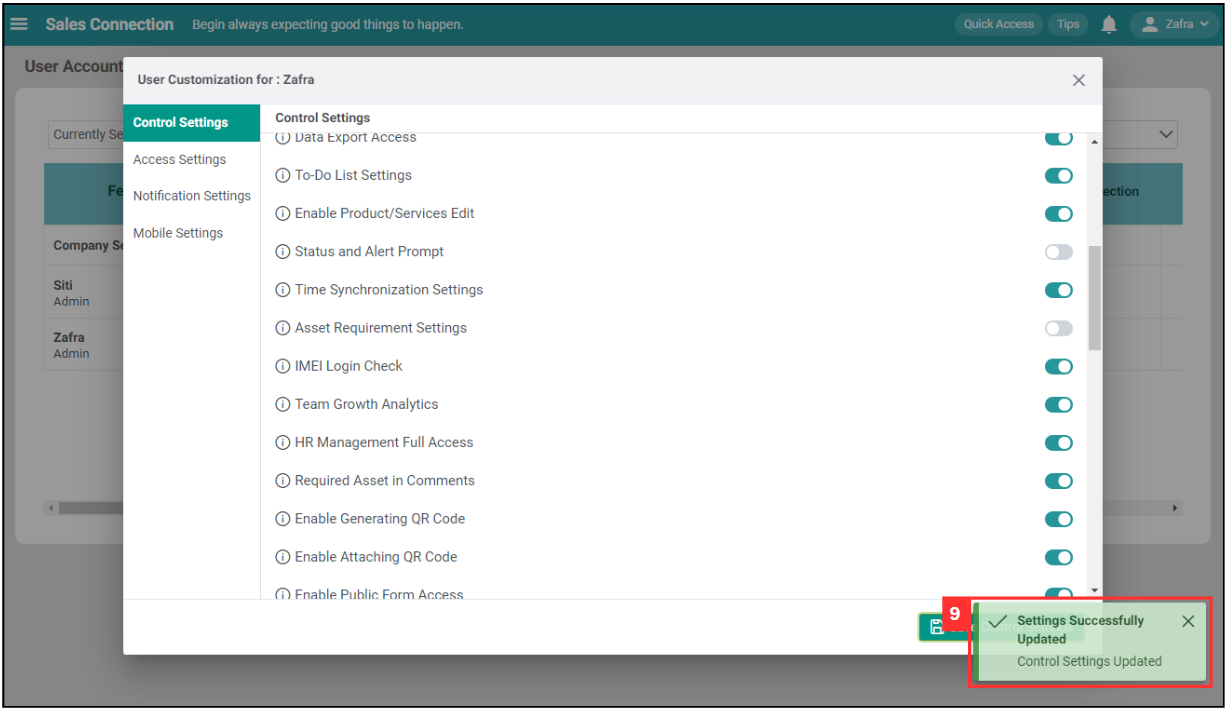 Sales Connection Begin always expecting good things to happen. Quick Access Tips Zafra
User Account
User Customization for : Zafra
Control Settings
Access Settings
Notification Settings
Mobile Settings
Control Settings
Data Export Access
To-Do List Settings
Enable Product/Services Edit
Status and Alert Prompt
Time Synchronization Settings
Asset Requirement Settings
IMEI Login Check
Team Growth Analytics
HR Management Full Access
Required Asset in Comments
Enable Generating QR Code
Enable Attaching QR Code
Enable Public Form Access
Currently Se
Fe
ection
Company Se
Siti
Admin
Zafra
Admin
9
Settings Successfully
Updated
Control Settings Updated